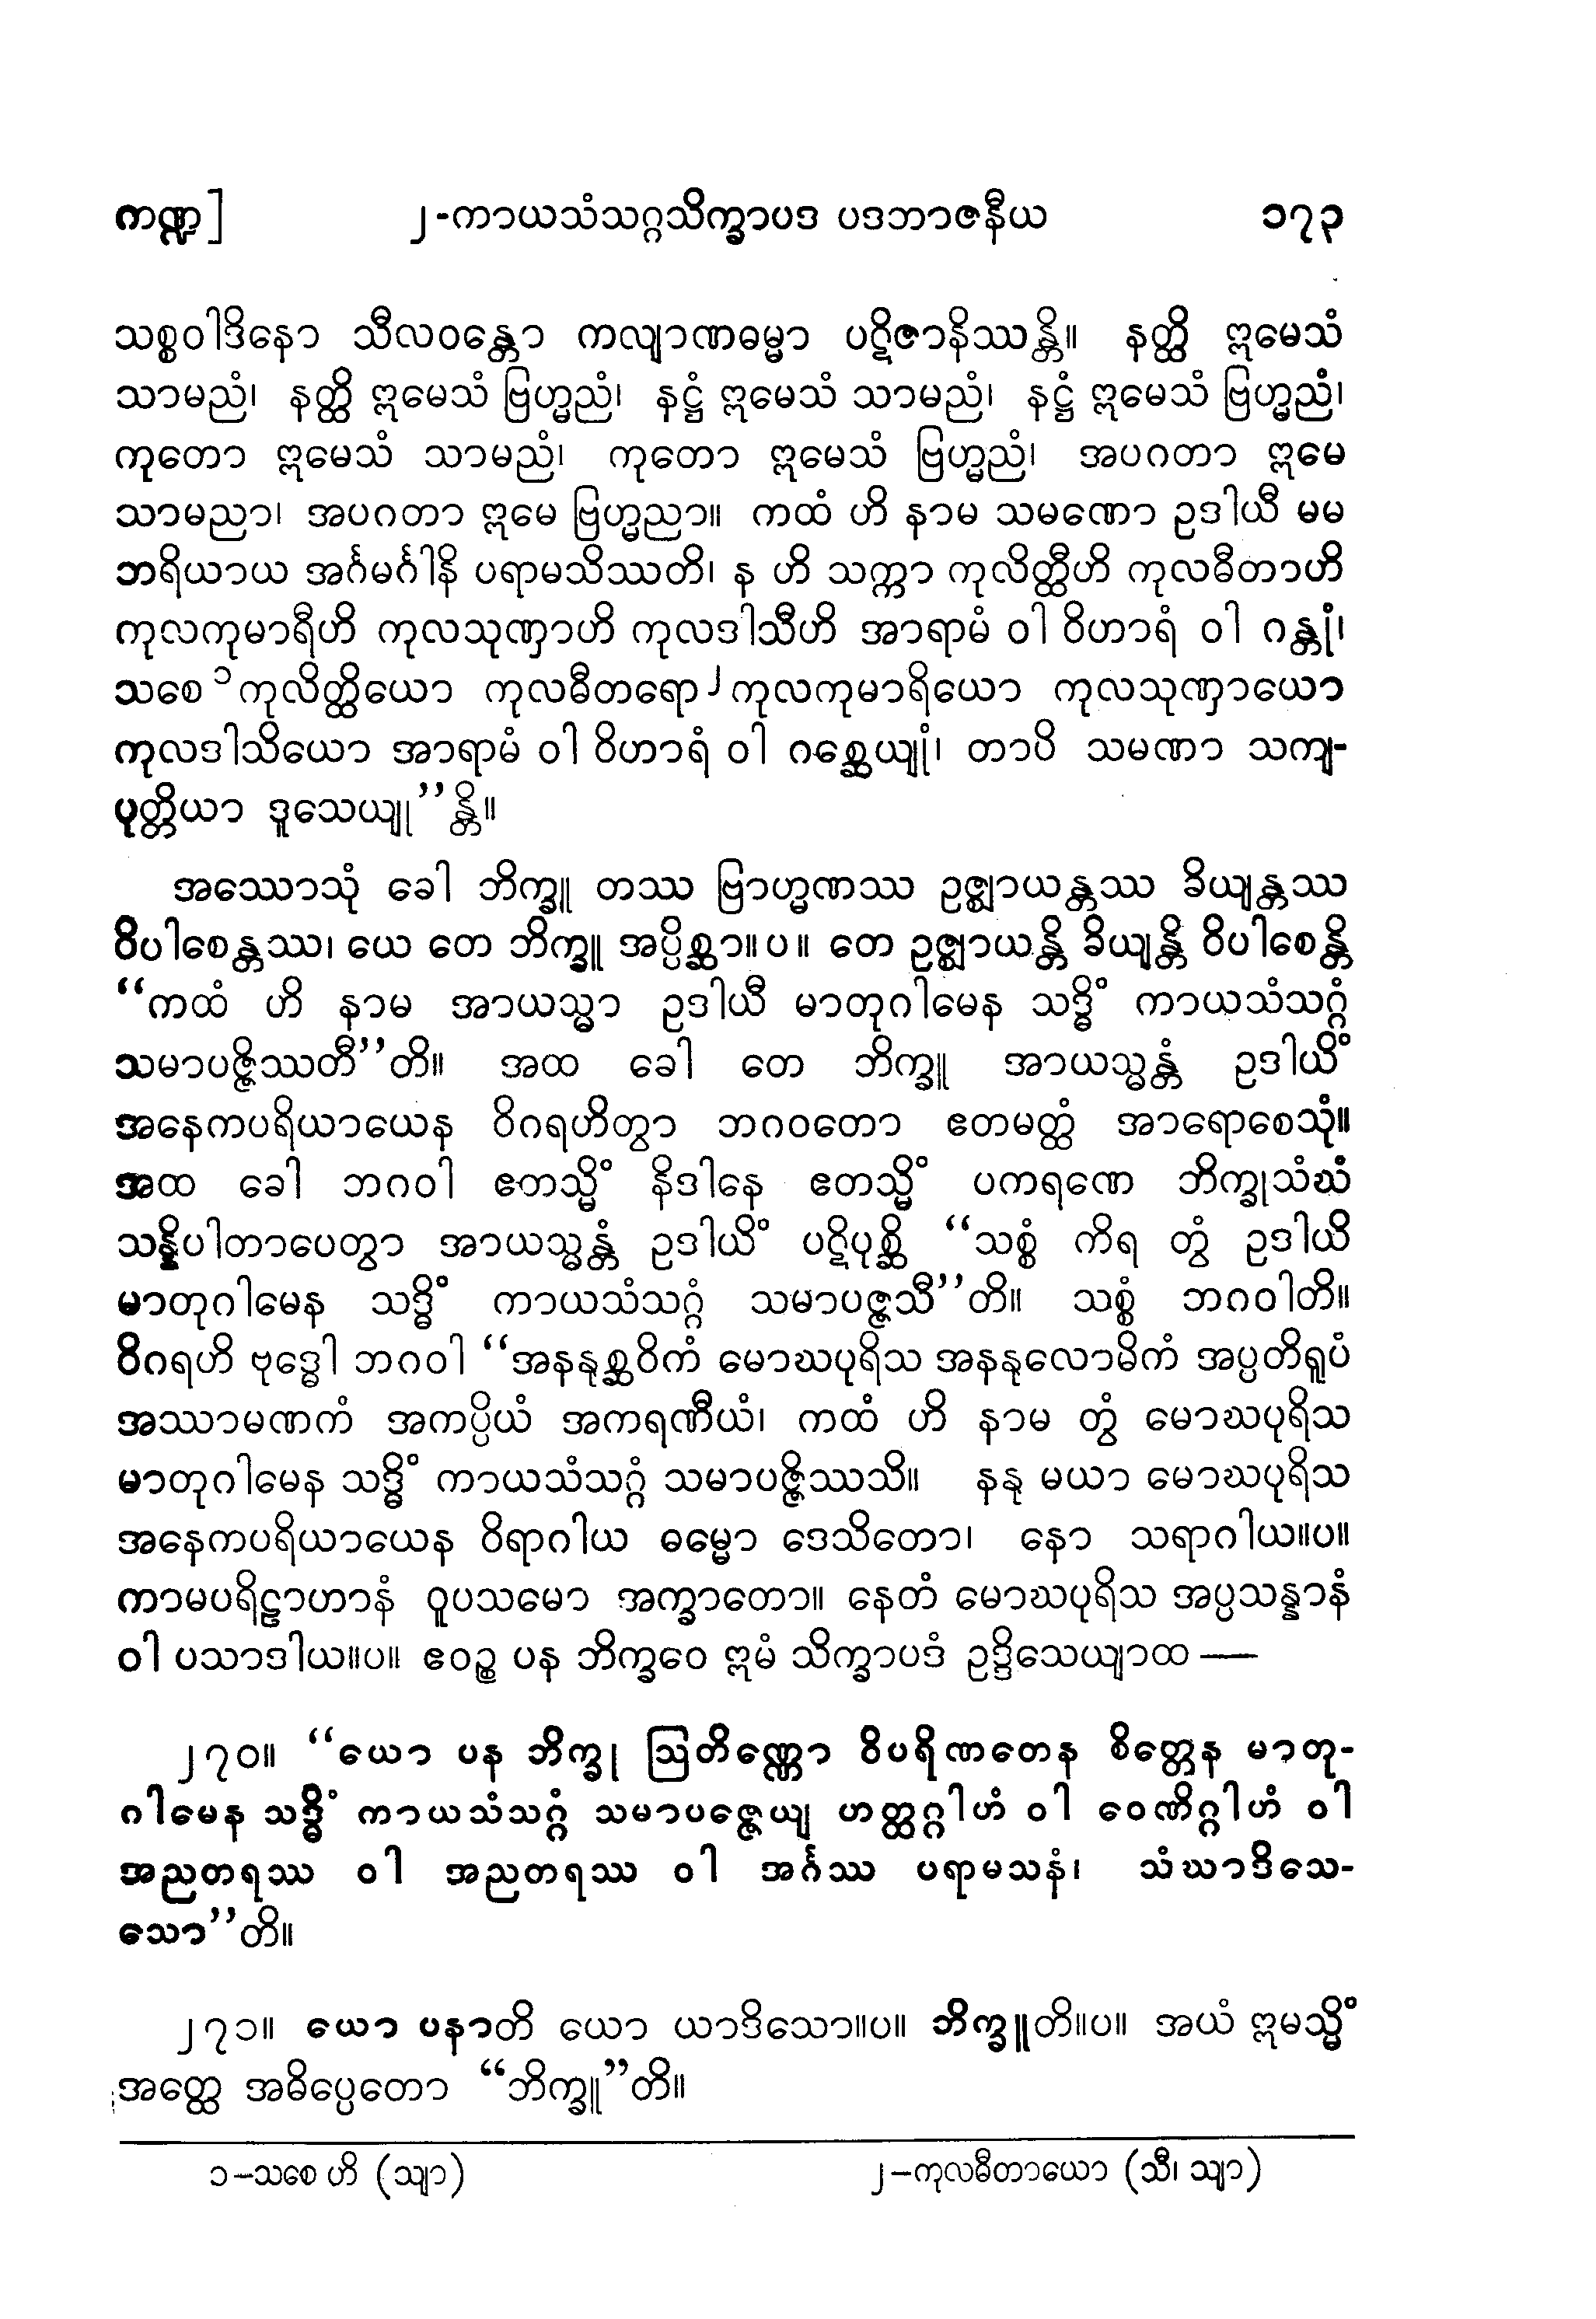 ကဏ္ဍ] ၂-ကာယသံသဂ္ဂသိက္ခာပဒ ပဒဘာဇနီယ ၁၇၃
သစ္စဝါဒိနော သီလဝန္တော ကလျာဏဓမ္မာ ပဋိဇာနိဿန္တိ။ နတ္ထိ ဣမေသံ
သာမညံ၊ နတ္ထိ ဣမေသံ ဗြဟ္မညံ၊ နဋ္ဌံ ဣမေသံ သာမညံ၊ နဋ္ဌံ ဣမေသံ ဗြဟ္မညံ၊
ကုတော ဣမေသံ သာမညံ၊ ကုတော ဣမေသံ ဗြဟ္မညံ၊ အပဂတာ ဣမေ
သာမညာ၊ အပဂတာ ဣမေ ဗြဟ္မညာ။ ကထံ ဟိ နာမ သမဏော ဥဒါယီ မမ
ဘရိယာယ အင်္ဂမင်္ဂါနိ ပရာမသိဿတိ၊ န ဟိ သက္ကာ ကုလိတ္ထီဟိ ကုလဓီတာဟိ
ကုလကုမာရီဟိ ကုလသုဏှာဟိ ကုလဒါသီဟိ အာရာမံ ဝါ ဝိဟာရံ ဝါ ဂန္တုံ၊
သစေ ၁ကုလိတ္ထိယော ကုလဓီတရော၂ ကုလကုမာရိယော ကုလသုဏှာယော
ကုလဒါသိယော အာရာမံ ဝါ ဝိဟာရံ ဝါ ဂစ္ဆေယျုံ၊ တာပိ သမဏာ သကျ-
ပုတ္တိယာ ဒူသေယျု’’န္တိ။
အဿောသုံ ခေါ ဘိက္ခူ တဿ ဗြာဟ္မဏဿ ဥဇ္ဈာယန္တဿ ခိယျန္တဿ
ဝိပါစေန္တဿ၊ ယေ တေ ဘိက္ခူ အပ္ပိစ္ဆာ။ပ။ တေ ဥဇ္ဈာယန္တိ ခိယျန္တိ ဝိပါစေန္တိ
‘‘ကထံ ဟိ နာမ အာယသ္မာ ဥဒါယီ မာတုဂါမေန သဒ္ဓိံ ကာယသံသဂ္ဂံ
သမာပဇ္ဇိဿတီ’’တိ။ အထ ခေါ တေ ဘိက္ခူ အာယသ္မန္တံ ဥဒါယိံ
အနေကပရိယာယေန ဝိဂရဟိတွာ ဘဂဝတော ဧတမတ္ထံ အာရောစေသုံ။
အထ ခေါ ဘဂဝါ ဧတသ္မိံ နိဒါနေ ဧတသ္မိံ ပကရဏေ ဘိက္ခုသံဃံ
သန္နိပါတာပေတွာ အာယသ္မန္တံ ဥဒါယိံ ပဋိပုစ္ဆိ ‘‘သစ္စံ ကိရ တွံ ဥဒါယိ
မာတုဂါမေန သဒ္ဓိံ ကာယသံသဂ္ဂံ သမာပဇ္ဇသီ’’တိ။ သစ္စံ ဘဂဝါတိ။
ဝိဂရဟိ ဗုဒ္ဓေါ ဘဂဝါ ‘‘အနနုစ္ဆဝိကံ မောဃပုရိသ အနနုလောမိကံ အပ္ပတိရူပံ
အဿာမဏကံ အကပ္ပိယံ အကရဏီယံ၊ ကထံ ဟိ နာမ တွံ မောဃပုရိသ
မာတုဂါမေန သဒ္ဓိံ ကာယသံသဂ္ဂံ သမာပဇ္ဇိဿသိ။ နနု မယာ မောဃပုရိသ
အနေကပရိယာယေန ဝိရာဂါယ ဓမ္မော ဒေသိတော၊ နော သရာဂါယ။ပ။
ကာမပရိဠာဟာနံ ဝူပသမော အက္ခာတော။ နေတံ မောဃပုရိသ အပ္ပသန္နာနံ
ဝါ ပသာဒါယ။ပ။ ဧဝဉ္စ ပန ဘိက္ခဝေ ဣမံ သိက္ခာပဒံ ဥဒ္ဒိသေယျာထ —
၂၇၀။ ‘‘ယော ပန ဘိက္ခု ဩတိဏ္ဏော ဝိပရိဏတေန စိတ္တေန မာတု-
ဂါမေန သဒ္ဓိံ ကာယသံသဂ္ဂံ သမာပဇ္ဇေယျ ဟတ္ထဂ္ဂါဟံ ဝါ ဝေဏိဂ္ဂါဟံ ဝါ
အညတရဿ ဝါ အညတရဿ ဝါ အင်္ဂဿ ပရာမသနံ၊ သံဃာဒိသေ-
သော’’တိ။
၂၇၁။ ယော ပနာတိ ယော ယာဒိသော။ပ။ ဘိက္ခူတိ။ပ။ အယံ ဣမသ္မိံ
အတ္ထေ အဓိပ္ပေတော ‘‘ဘိက္ခူ’’တိ။
၁-သစေ ဟိ (သျာ) ၂-ကုလဓီတာယော (သီ၊ သျာ)